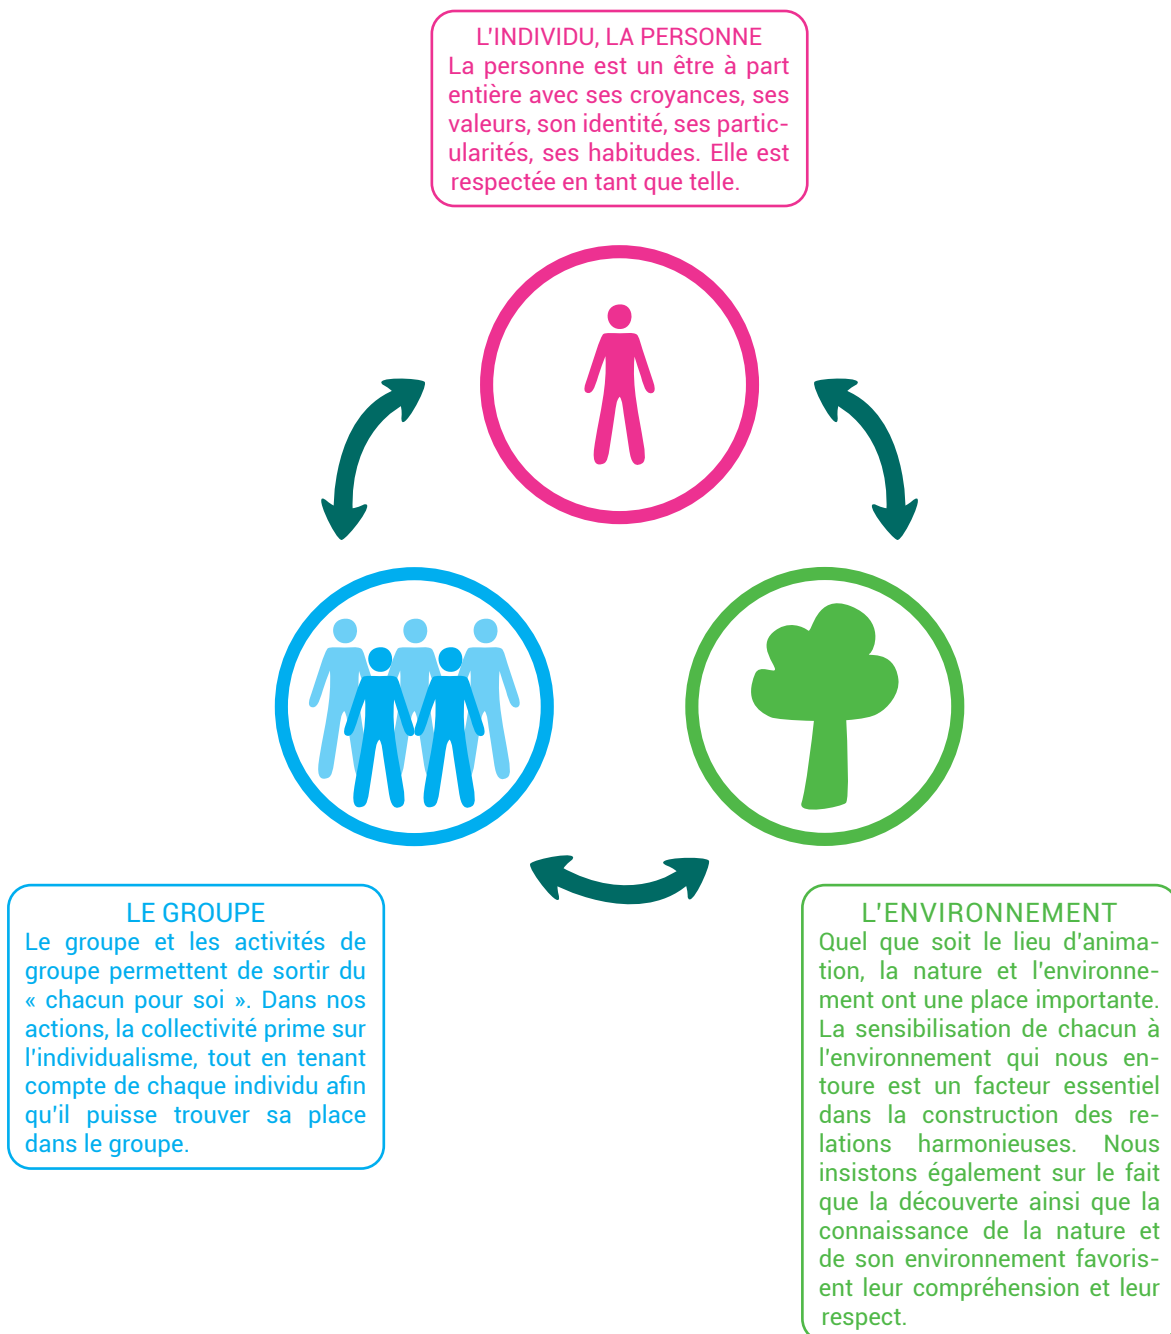 L'INDIVIDU, LA PERSONNE
La personne est un être à part
entière avec ses croyances, ses
valeurs, son identité, ses partic-
ularités, ses habitudes. Elle est
respectée en tant que telle.
LE GROUPE
Le groupe et les activités de
groupe permettent de sortir du
« chacun pour soi ». Dans nos
actions, la collectivité prime sur
l'individualisme, tout en tenant
compte de chaque individu afin
qu'il puisse trouver sa place
dans le groupe.
L'ENVIRONNEMENT
Quel que soit le lieu d'anima-
tion, la nature et l'environne-
ment ont une place importante.
La sensibilisation de chacun à
l'environnement qui nous en-
toure est un facteur essentiel
dans la construction des re-
lations harmonieuses. Nous
insistons également sur le fait
que la découverte ainsi que la
connaissance de la nature et
de son environnement favoris-
ent leur compréhension et leur
respect.